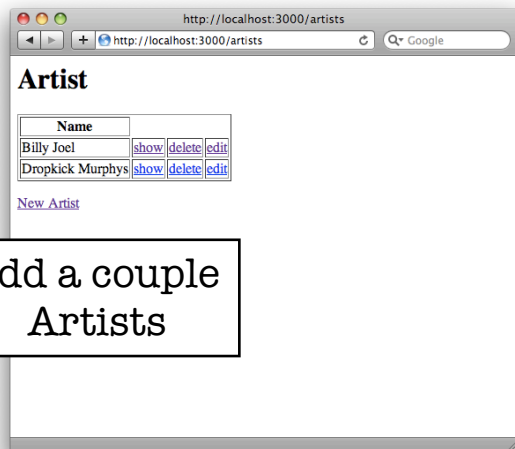 http://localhost:3000/artists
http://localhost:3000/artists
Google
Artist
Name
Billy Joel show delete edit
Dropkick Murphys show delete edit
New Artist
dd a couple
Artists